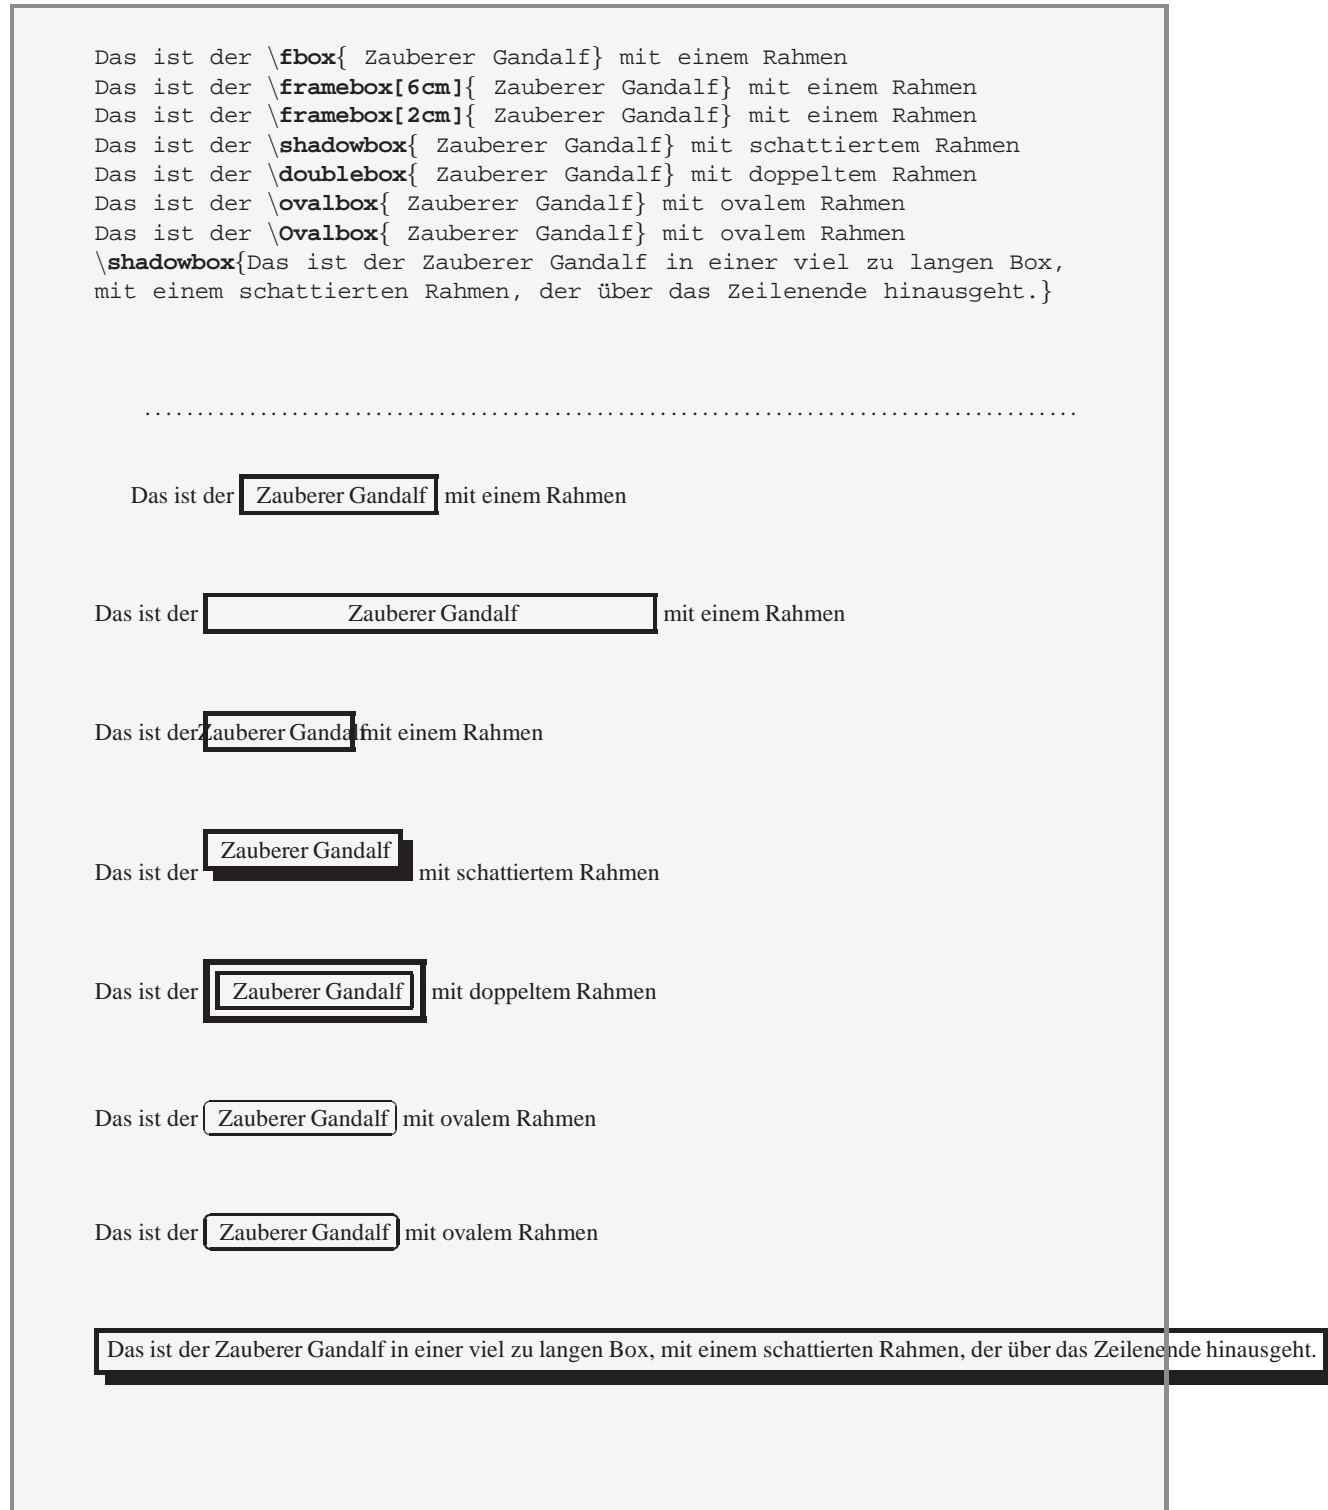 Das ist der \fbox{ Zauberer Gandalf} mit einem Rahmen
Das ist der \framebox[6cm]{ Zauberer Gandalf} mit einem Rahmen
Das ist der \framebox[2cm]{ Zauberer Gandalf} mit einem Rahmen
Das ist der \shadowbox{ Zauberer Gandalf} mit schattiertem Rahmen
Das ist der \doublebox{ Zauberer Gandalf} mit doppeltem Rahmen
Das ist der \ovalbox{ Zauberer Gandalf} mit ovalem Rahmen
Das ist der \Ovalbox{ Zauberer Gandalf} mit ovalem Rahmen
\shadowbox{Das ist der Zauberer Gandalf in einer viel zu langen Box,
mit einem schattierten Rahmen, der über das Zeilenende hinausgeht.}
Das ist der Zauberer Gandalf mit einem Rahmen
Das ist der Zauberer Gandalf mit einem Rahmen
Das ist der Zauberer Gandalf mit einem Rahmen
Das ist der Zauberer Gandalf mit schattiertem Rahmen
Das ist der Zauberer Gandalf mit doppeltem Rahmen
Das ist der Zauberer Gandalf mit ovalem Rahmen
Das ist der Zauberer Gandalf mit ovalem Rahmen
Das ist der Zauberer Gandalf in einer viel zu langen Box, mit einem schattierten Rahmen, der über das Zeilenende hinausgeht.